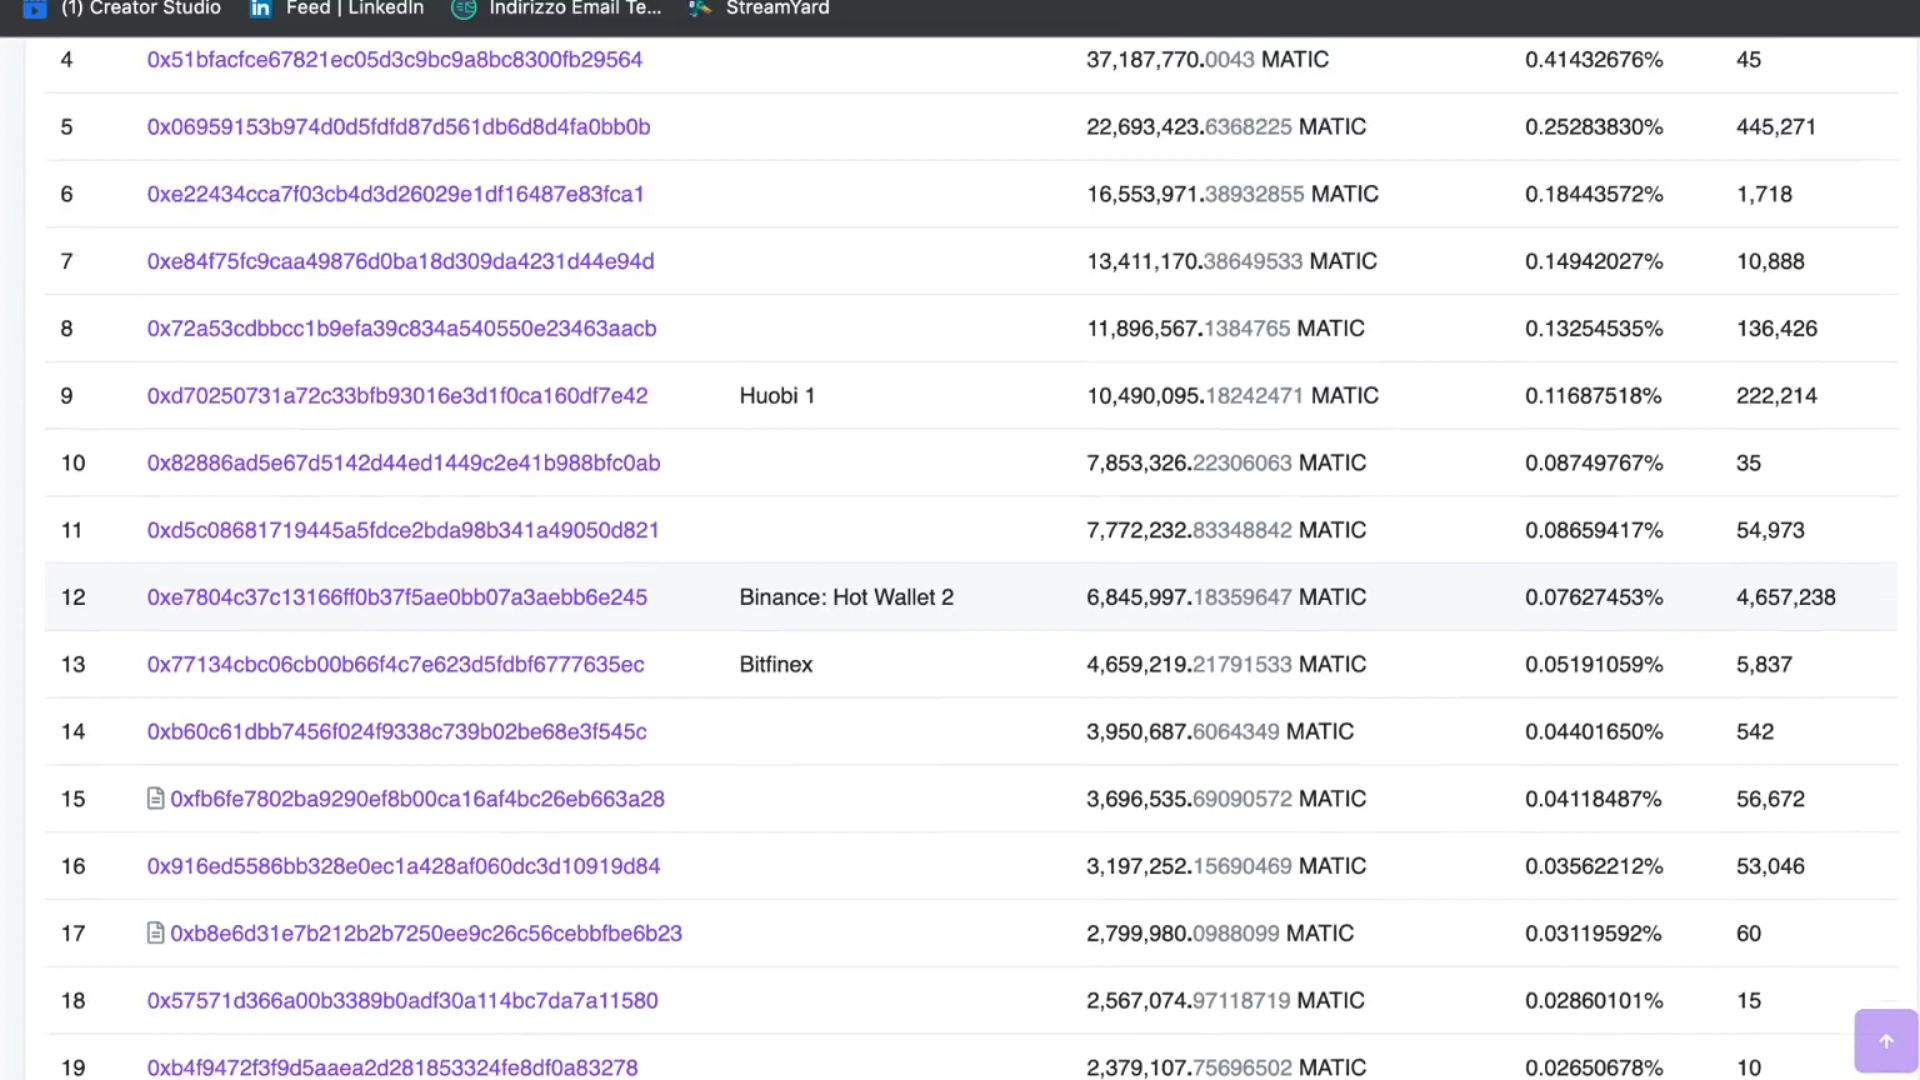 (1) Creator Studio Feed | LinkedIn Indirizzo Email Te... StreamYard
4 0x51bfacfce67821ec05d3c9bc9a8bc8300fb29564 37,187,770.0043 MATIC 0.41432676% 45
5 0x06959153b974d0d5fdfd87d561db6d8d4fa0bb0b 22,693,423.6368225 MATIC 0.25283830% 445,271
6 0xe22434cca7f03cb4d3d26029e1df16487e83fca1 16,553,971.38932855 MATIC 0.18443572% 1,718
7 0xe84f75fc9caa49876d0ba18d309da4231d44e94d 13,411,170.38649533 MATIC 0.14942027% 10,888
8 0x72a53cdbbcc1b9efa39c834a540550e23463aacb 11,896,567.1384765 MATIC 0.13254535% 136,426
9 0xd70250731a72c33bfb93016e3d1f0ca160df7e42 Huobi 1 10,490,095.18242471 MATIC 0.11687518% 222,214
10 0x82886ad5e67d5142d44ed1449c2e41b988bfc0ab 7,853,326.22306063 MATIC 0.08749767% 35
11 0xd5c08681719445a5fdce2bda98b341a49050d821 7,772,232.83348842 MATIC 0.08659417% 54,973
12 0xe7804c37c13166ff0b37f5ae0bb07a3aebb6e245 Binance: Hot Wallet 2 6,845,997.18359647 MATIC 0.07627453% 4,657,238
13 0x77134cbc06cb00b66f4c7e623d5fdbf6777635ec Bitfinex 4,659,219.21791533 MATIC 0.05191059% 5,837
14 0xb60c61dbb7456f024f9338c739b02be68e3f545c 3,950,687.6064349 MATIC 0.04401650% 542
15 0xfb6fe7802ba9290ef8b00ca16af4bc26eb663a28 3,696,535.69090572 MATIC 0.04118487% 56,672
16 0x916ed5586bb328e0ec1a428af060dc3d10919d84 3,197,252.15690469 MATIC 0.03562212% 53,046
17 0xb8e6d31e7b212b2b7250ee9c26c56cebbfbe6b23 2,799,980.0988099 MATIC 0.03119592% 60
18 0x57571d366a00b3389b0adf30a114bc7da7a11580 2,567,074.97118719 MATIC 0.02860101% 15
19 0xb4f9472f3f9d5aaea2d281853324fe8df0a83278 2,379,107.75696502 MATIC 0.02650678% 10